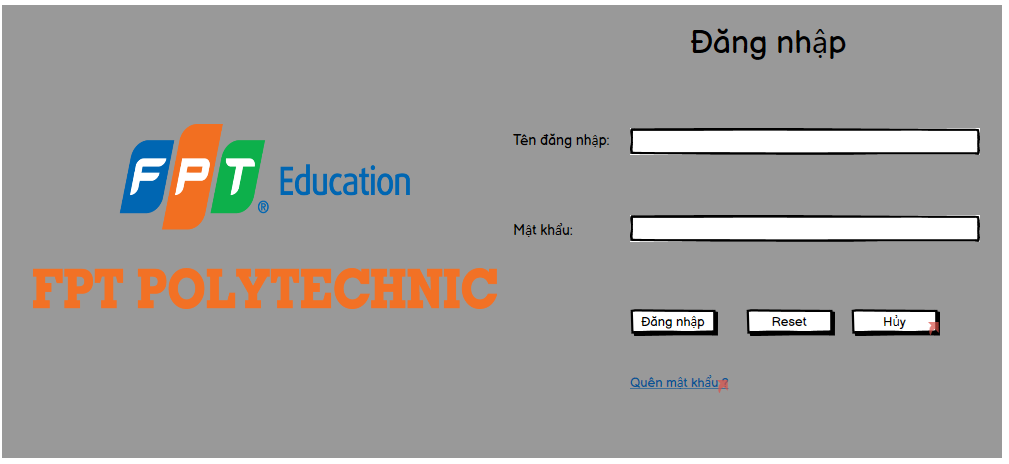 FPT® Education
FPT POLYTECHNIC
Đăng nhập
Tên đăng nhập:
Mật khẩu:
Đăng nhập Reset Hủy
Quên mật khẩu ?